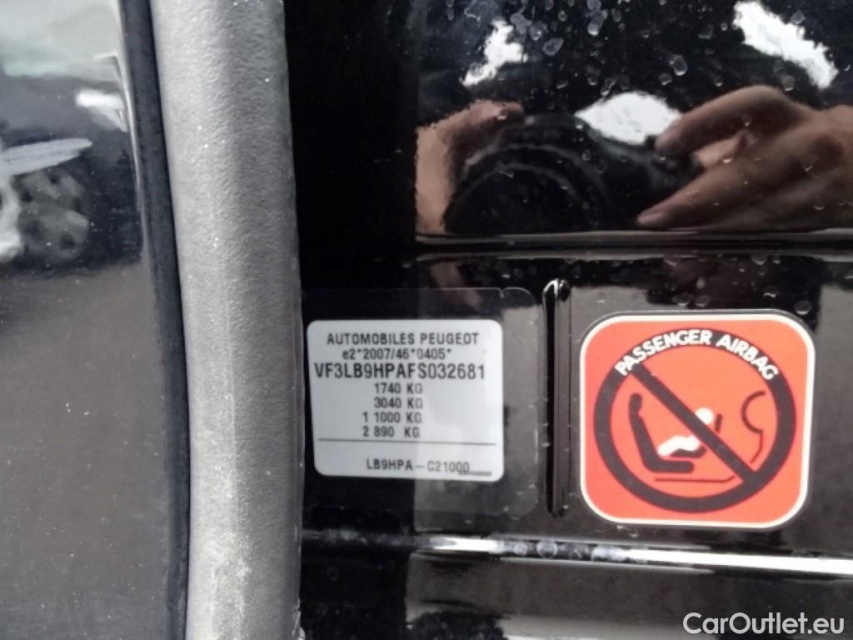 AUTOMOBILES PEUGEOT
e2*2007/46*0405*
VF3LB9HPAFS032681
1740 KG
3040 KG
1 1000 KG
2 890 KG
LB9HPA-C21000
PASSENGER AIRBAG
CarOutlet.eu